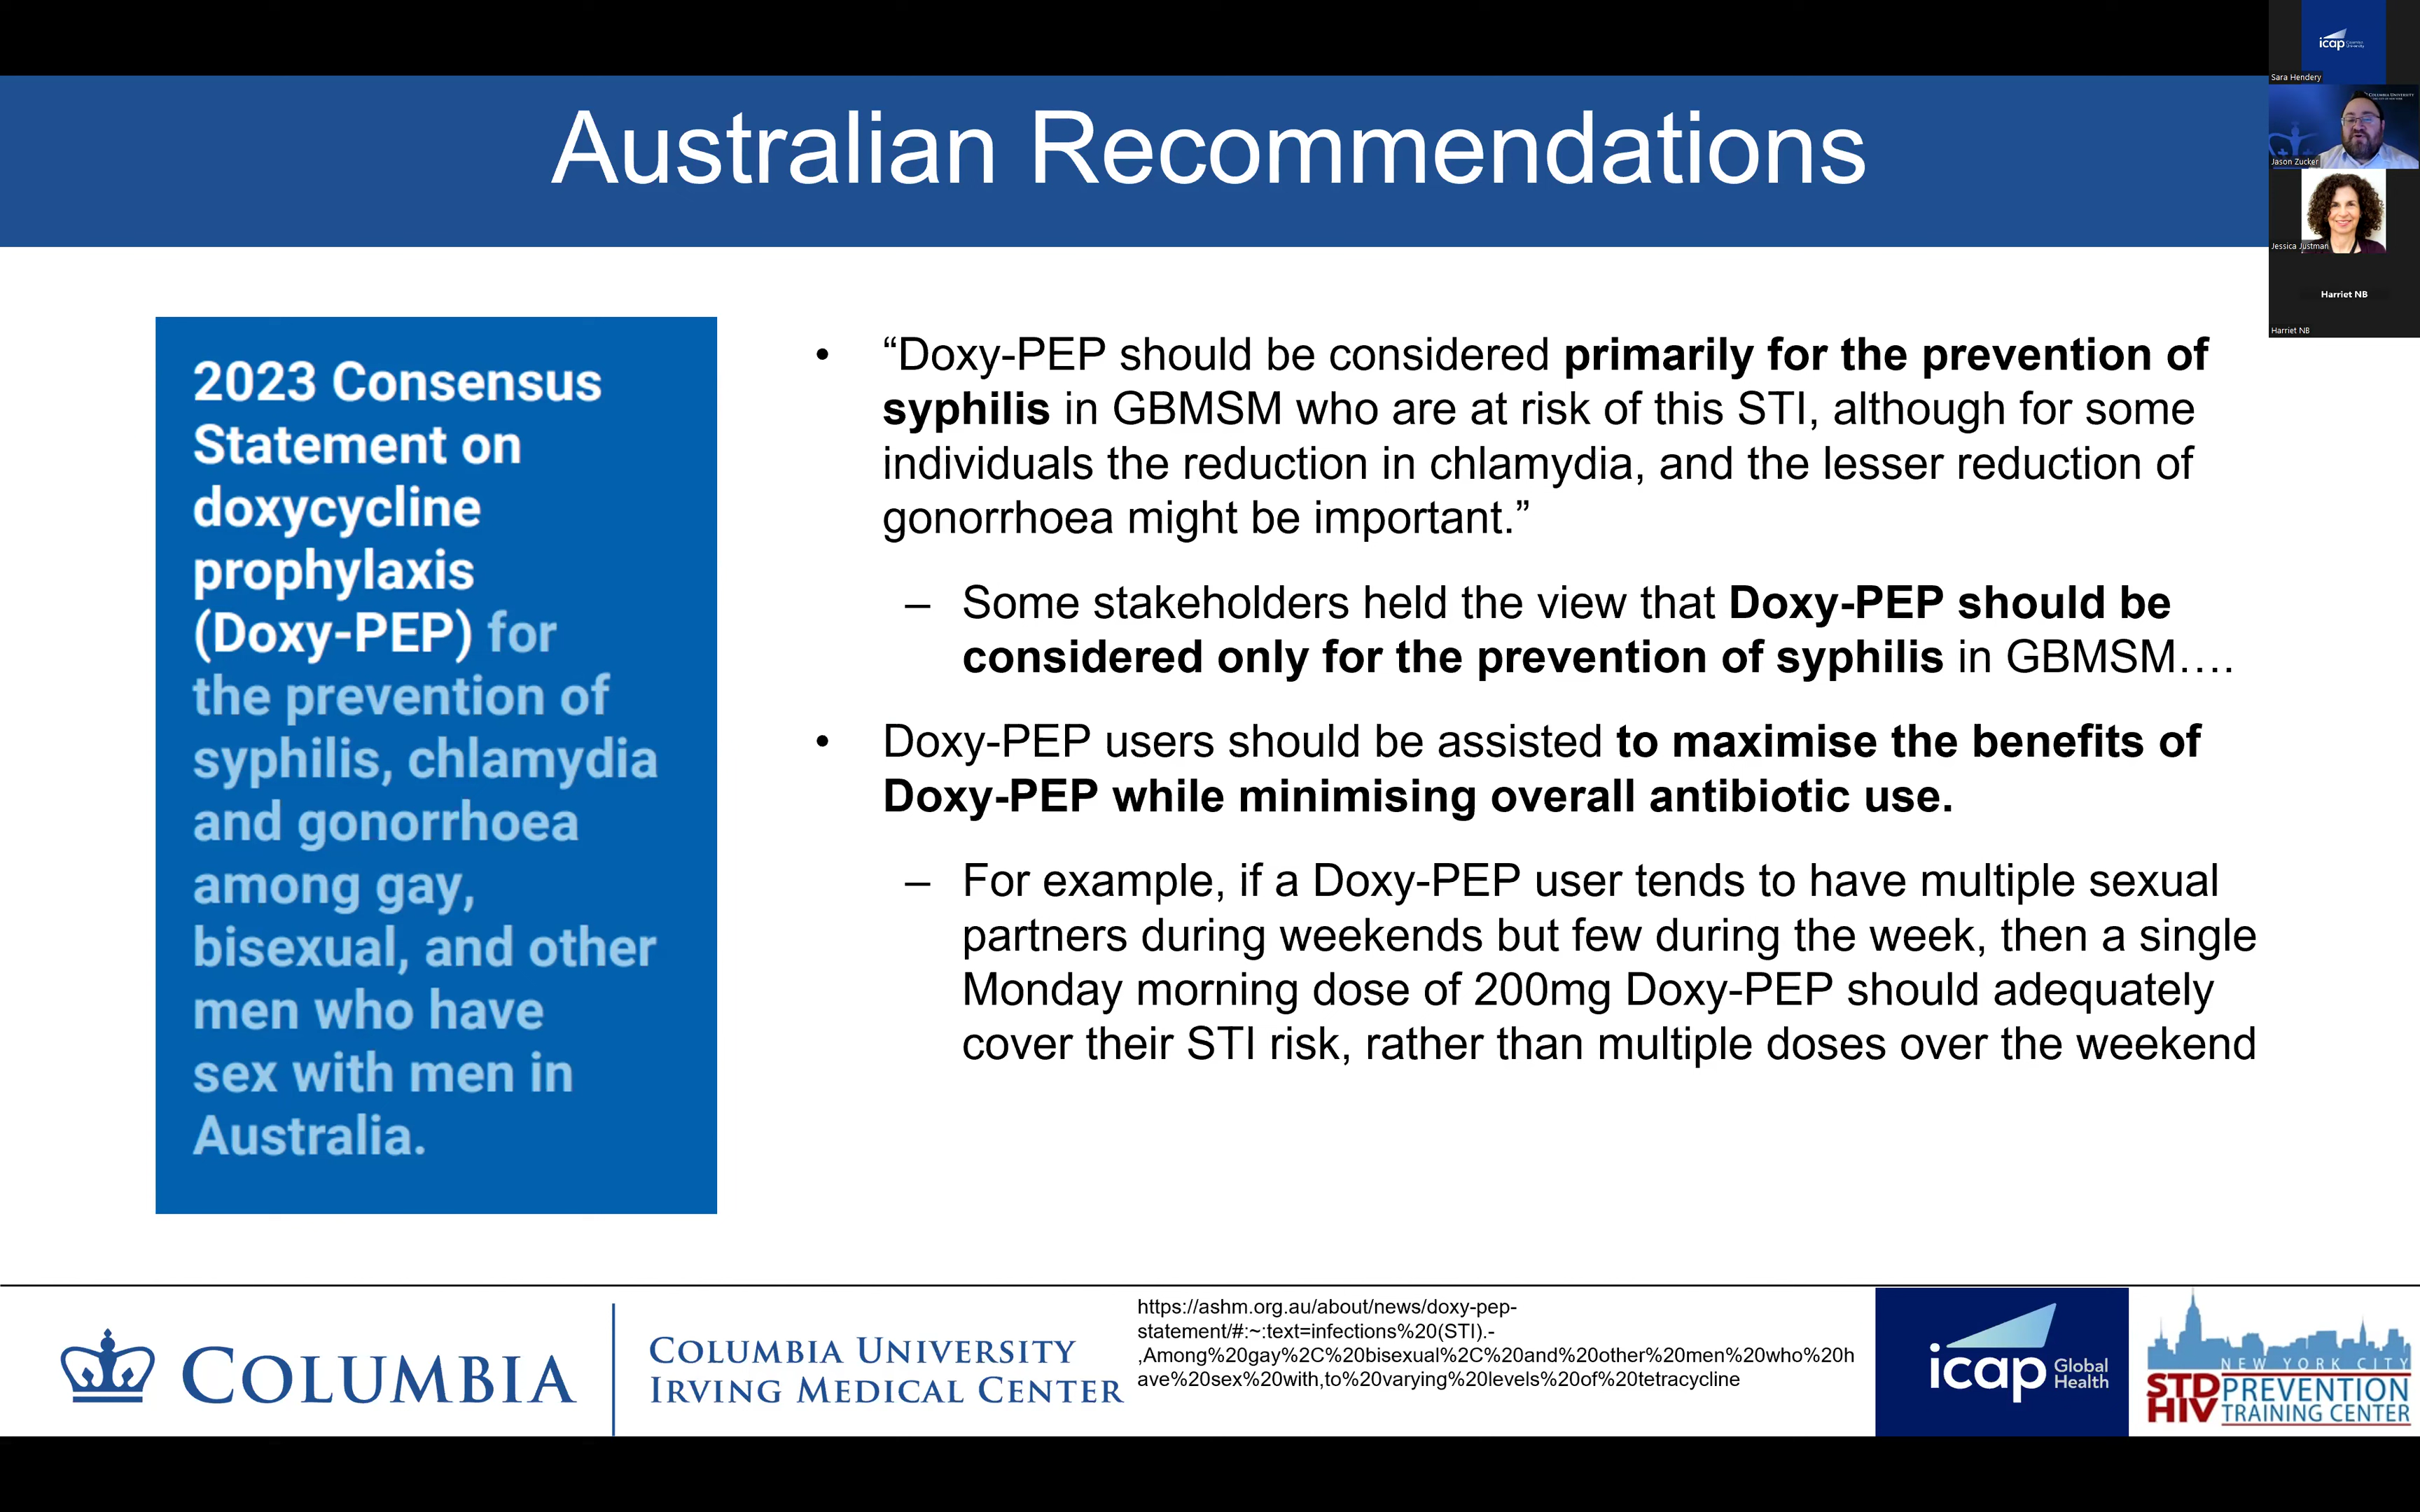 Australian Recommendations
2023 Consensus
Statement on
doxycycline
prophylaxis
(Doxy-PEP) for
the prevention of
syphilis, chlamydia
and gonorrhoea
among gay,
bisexual, and other
men who have
sex with men in
Australia.
• “Doxy-PEP should be considered primarily for the prevention of
syphilis in GBMSM who are at risk of this STI, although for some
individuals the reduction in chlamydia, and the lesser reduction of
gonorrhoea might be important.”
– Some stakeholders held the view that Doxy-PEP should be
considered only for the prevention of syphilis in GBMSM….
• Doxy-PEP users should be assisted to maximise the benefits of
Doxy-PEP while minimising overall antibiotic use.
– For example, if a Doxy-PEP user tends to have multiple sexual
partners during weekends but few during the week, then a single
Monday morning dose of 200mg Doxy-PEP should adequately
cover their STI risk, rather than multiple doses over the weekend
COLUMBIA
COLUMBIA UNIVERSITY
IRVING MEDICAL CENTER
https://ashm.org.au/about/news/doxy-pep-
statement/#:~:text=infections%20(STI).-
,Among%20gay%2C%20bisexual%2C%20and%20other%20men%20who%20h
ave%20sex%20with,to%20varying%20levels%20of%20tetracycline
icap Global
Health
NEW YORK CITY
STD PREVENTION
HIV TRAINING CENTER
icap
Sara Hendery
COLUMBIA UNIVERSITY
Jason Zucker
Jessica Justman
Harriet NB
Harriet NB